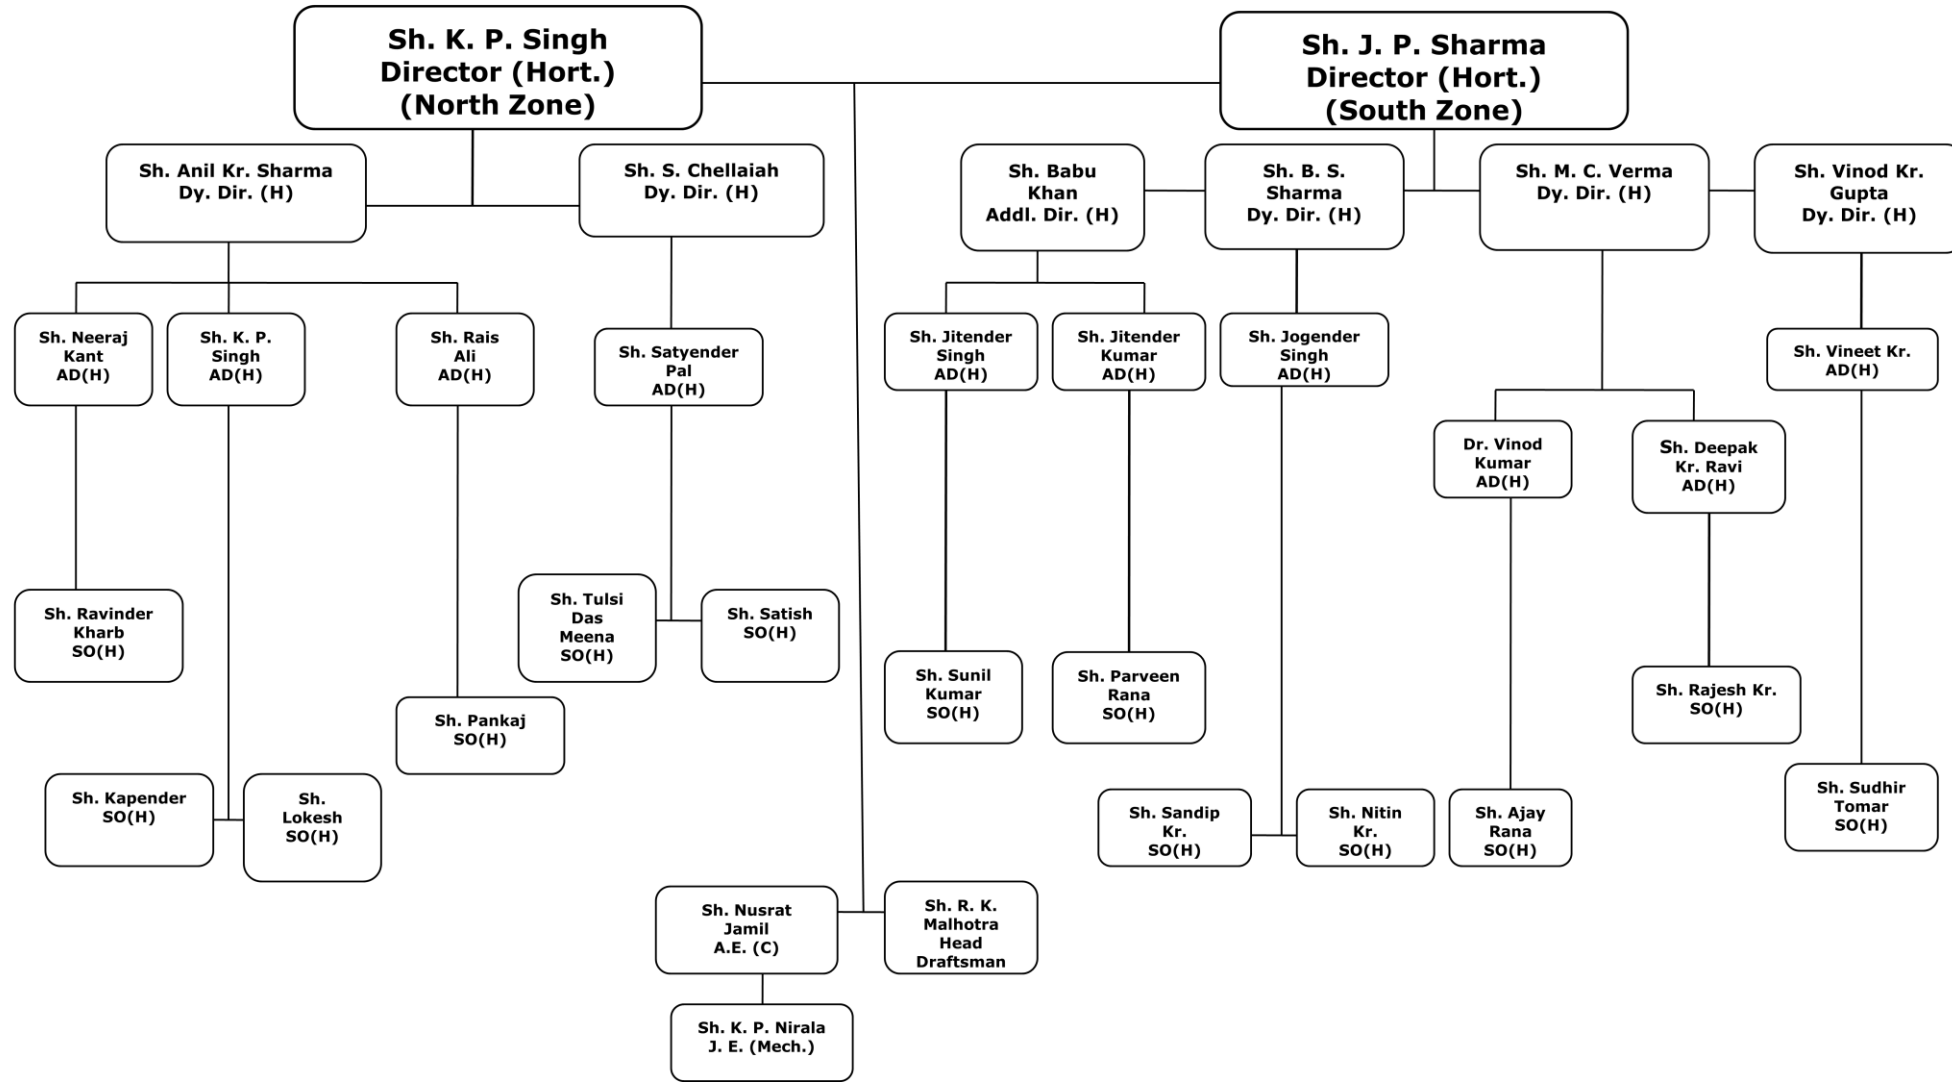 Sh. K. P. Singh
Director (Hort.)
(North Zone)
Sh. J. P. Sharma
Director (Hort.)
(South Zone)
Sh. Anil Kr. Sharma
Dy. Dir. (H)
Sh. S. Chellaiah
Dy. Dir. (H)
Sh. Babu
Khan
Addl. Dir. (H)
Sh. B. S.
Sharma
Dy. Dir. (H)
Sh. M. C. Verma
Dy. Dir. (H)
Sh. Vinod Kr.
Gupta
Dy. Dir. (H)
Sh. Neeraj
Kant
AD(H)
Sh. K. P.
Singh
AD(H)
Sh. Rais
Ali
AD(H)
Sh. Satyender
Pal
AD(H)
Sh. Jitender
Singh
AD(H)
Sh. Jitender
Kumar
AD(H)
Sh. Jogender
Singh
AD(H)
Sh. Vineet Kr.
AD(H)
Dr. Vinod
Kumar
AD(H)
Sh. Deepak
Kr. Ravi
AD(H)
Sh. Ravinder
Kharb
SO(H)
Sh. Tulsi
Das
Meena
SO(H)
Sh. Satish
SO(H)
Sh. Sunil
Kumar
SO(H)
Sh. Parveen
Rana
SO(H)
Sh. Rajesh Kr.
SO(H)
Sh. Pankaj
SO(H)
Sh. Kapender
SO(H)
Sh.
Lokesh
SO(H)
Sh. Sandip
Kr.
SO(H)
Sh. Nitin
Kr.
SO(H)
Sh. Ajay
Rana
SO(H)
Sh. Sudhir
Tomar
SO(H)
Sh. Nusrat
Jamil
A.E. (C)
Sh. R. K.
Malhotra
Head
Draftsman
Sh. K. P. Nirala
J. E. (Mech.)